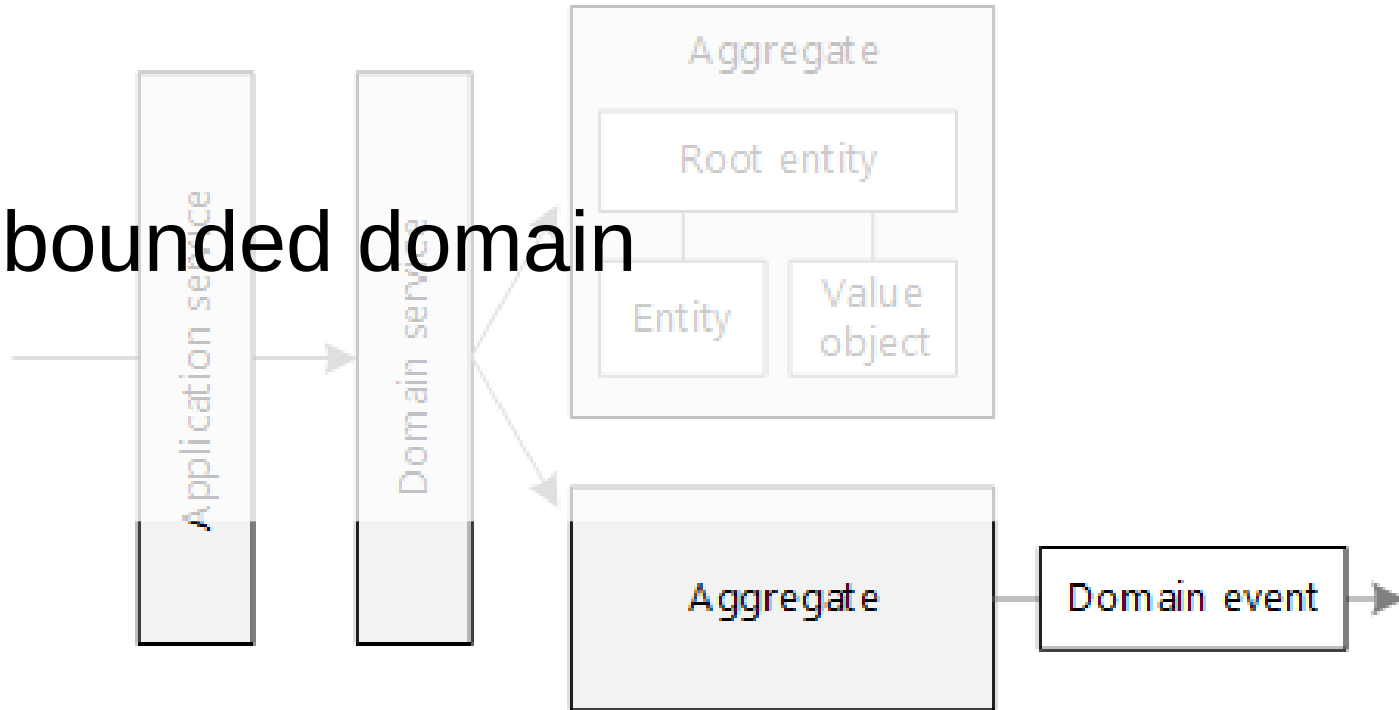 Aggregate
Root entity
bounded domain
Application service
Domain service
Entity
Value
object
Aggregate
Domain event